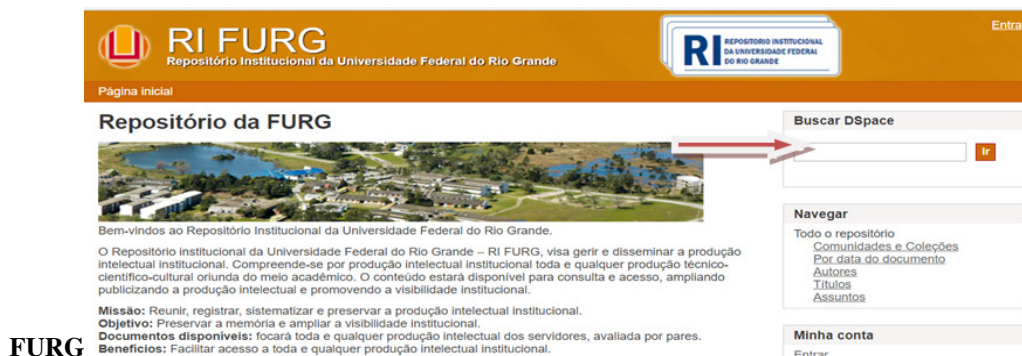 RI FURG
Repositório Institucional da Universidade Federal do Rio Grande
RI
REPOSITORIO INSTITUCIONAL
DA UNIVERSIDADE FEDERAL
DO RIO GRANDE
Página inicial
Repositório da FURG
Bem-vindos ao Repositório Institucional da Universidade Federal do Rio Grande.
O Repositório institucional da Universidade Federal do Rio Grande – RI FURG, visa gerir e disseminar a produção
intelectual institucional. Compreende-se por produção intelectual institucional toda e qualquer produção técnico-
científico-cultural oriunda do meio acadêmico. O conteúdo estará disponível para consulta e acesso, ampliando
publicizando a produção intelectual e promovendo a visibilidade institucional.
Missão: Reunir, registrar, sistematizar e preservar a produção intelectual institucional.
Objetivo: Preservar a memória e ampliar a visibilidade institucional.
Documentos disponíveis: focará toda e qualquer produção intelectual dos servidores, avaliada por pares.
Benefícios: Facilitar acesso a toda e qualquer produção intelectual institucional.
FURG
Entra
Buscar DSpace
Ir
Navegar
Todo o repositório
Comunidades e Coleções
Por data do documento
Autores
Títulos
Assuntos
Minha conta
Entrar